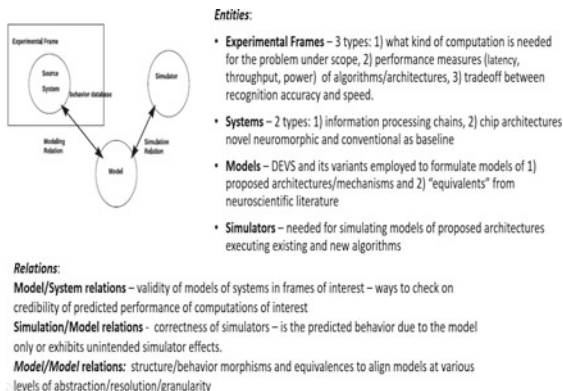 Experimental Frame
Source
System
behavior database
Simulator
Modeling
Relation
Simulation
Relation
Model
Entities:
• Experimental Frames – 3 types: 1) what kind of computation is needed
for the problem under scope, 2) performance measures (latency,
throughput, power) of algorithms/architectures, 3) tradeoff between
recognition accuracy and speed.
• Systems – 2 types: 1) information processing chains, 2) chip architectures
novel neuromorphic and conventional as baseline
• Models – DEVS and its variants employed to formulate models of 1)
proposed architectures/mechanisms and 2) “equivalents” from
neuroscientific literature
• Simulators – needed for simulating models of proposed architectures
executing existing and new algorithms
Relations:
Model/System relations – validity of models of systems in frames of interest – ways to check on
credibility of predicted performance of computations of interest
Simulation/Model relations - correctness of simulators – is the predicted behavior due to the model
only or exhibits unintended simulator effects.
Model/Model relations: structure/behavior morphisms and equivalences to align models at various
levels of abstraction/resolution/granularity